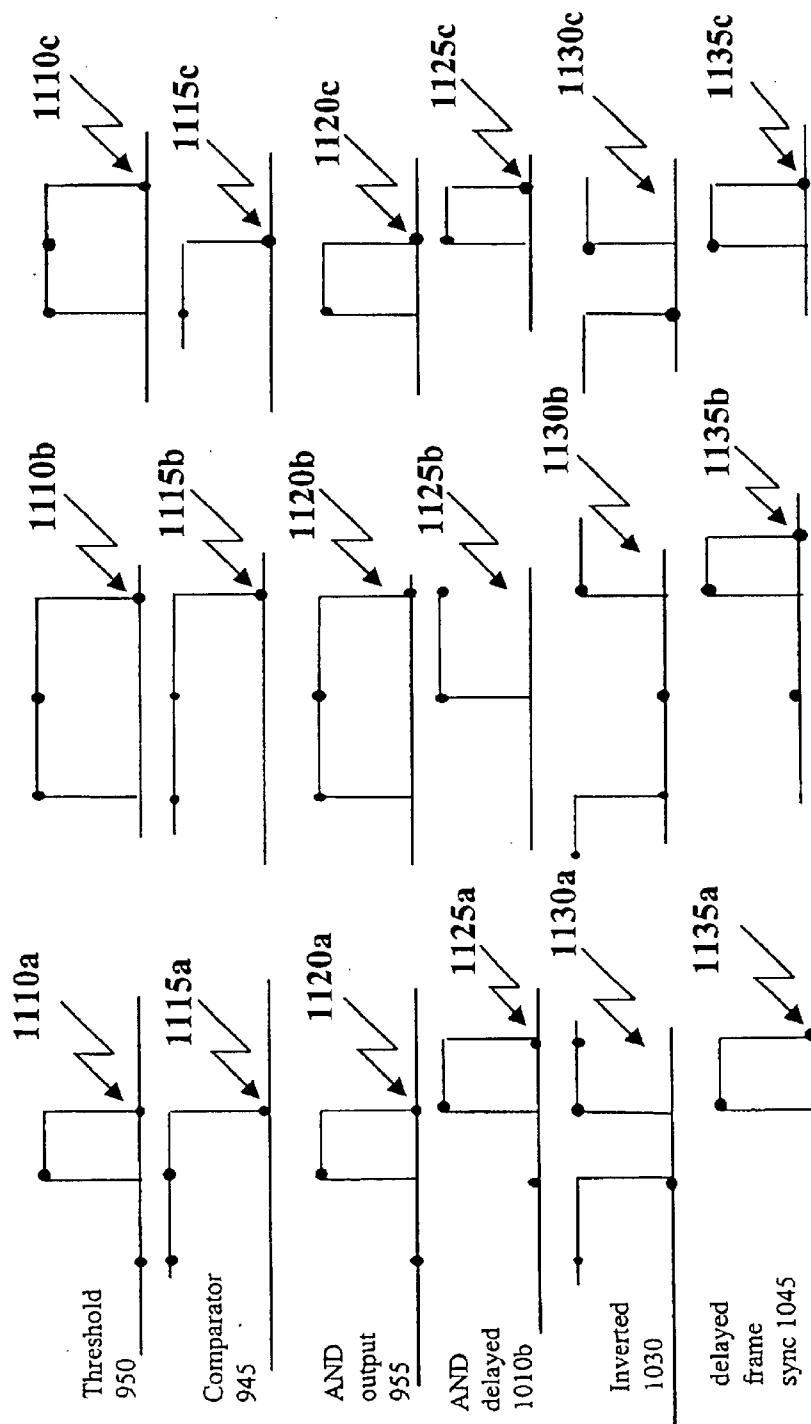 1110a
1110b
1110c
Threshold
950
1115a
1115b
1115c
Comparator
945
1120a
1120b
1120c
AND
output
955
1125a
1125b
1125c
AND
delayed
1010b
1130a
1130b
1130c
Inverted
1030
1135a
1135b
1135c
delayed
frame
sync 1045